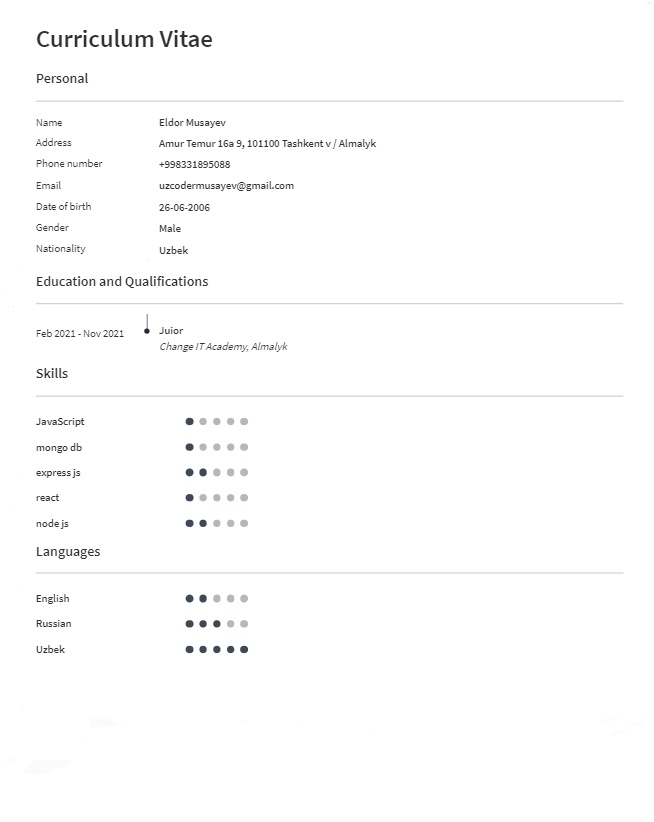 Curriculum Vitae
Personal
Name Eldor Musayev
Address Amur Temur 16a 9, 101100 Tashkent v / Almalyk
Phone number +998331895088
Email uzcodermusayev@gmail.com
Date of birth 26-06-2006
Gender Male
Nationality Uzbek
Education and Qualifications
Feb 2021 - Nov 2021 Juior
Change IT Academy, Almalyk
Skills
JavaScript
mongo db
express js
react
node js
Languages
English
Russian
Uzbek